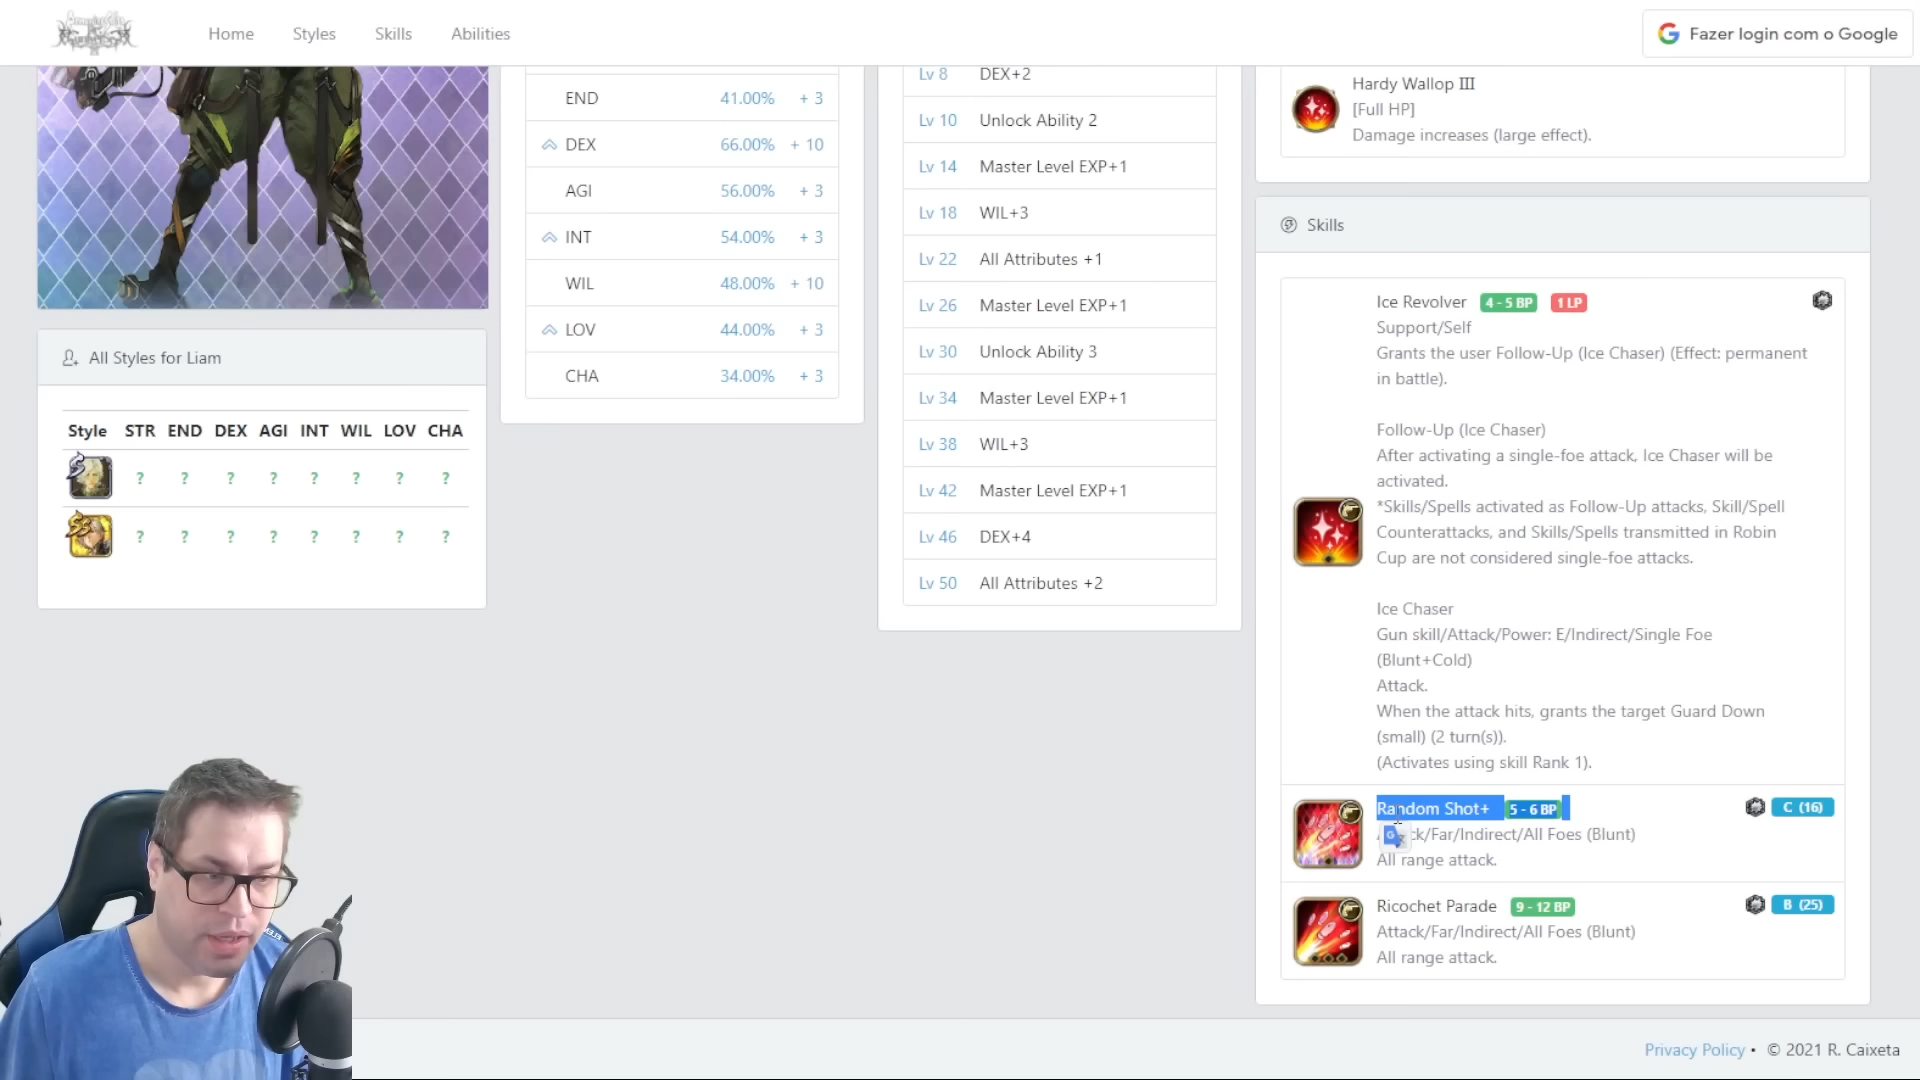 Home
Styles
Skills
Abilities
Fazer login com o Google
END 41.00% + 3
DEX 66.00% + 10
AGI 56.00% + 3
INT 54.00% + 3
WIL 48.00% + 10
LOV 44.00% + 3
CHA 34.00% + 3
All Styles for Liam
Style STR END DEX AGI INT WIL LOV CHA
S ? ? ? ? ? ? ? ?
SS ? ? ? ? ? ? ? ?
Lv 8 DEX+2
Lv 10 Unlock Ability 2
Lv 14 Master Level EXP+1
Lv 18 WIL+3
Lv 22 All Attributes +1
Lv 26 Master Level EXP+1
Lv 30 Unlock Ability 3
Lv 34 Master Level EXP+1
Lv 38 WIL+3
Lv 42 Master Level EXP+1
Lv 46 DEX+4
Lv 50 All Attributes +2
Hardy Wallop III
[Full HP]
Damage increases (large effect).
Skills
Ice Revolver 4 - 5 BP 1 LP
Support/Self
Grants the user Follow-Up (Ice Chaser) (Effect: permanent
in battle).
Follow-Up (Ice Chaser)
After activating a single-foe attack, Ice Chaser will be
activated.
*Skills/Spells activated as Follow-Up attacks, Skill/Spell
Counterattacks, and Skills/Spells transmitted in Robin
Cup are not considered single-foe attacks.
Ice Chaser
Gun skill/Attack/Power: E/Indirect/Single Foe
(Blunt+Cold)
Attack.
When the attack hits, grants the target Guard Down
(small) (2 turn(s)).
(Activates using skill Rank 1).
Random Shot+ 5 - 6 BP C (16)
ck/Far/Indirect/All Foes (Blunt)
All range attack.
Ricochet Parade 9 - 12 BP B (25)
Attack/Far/Indirect/All Foes (Blunt)
All range attack.
Privacy Policy • © 2021 R. Caixeta